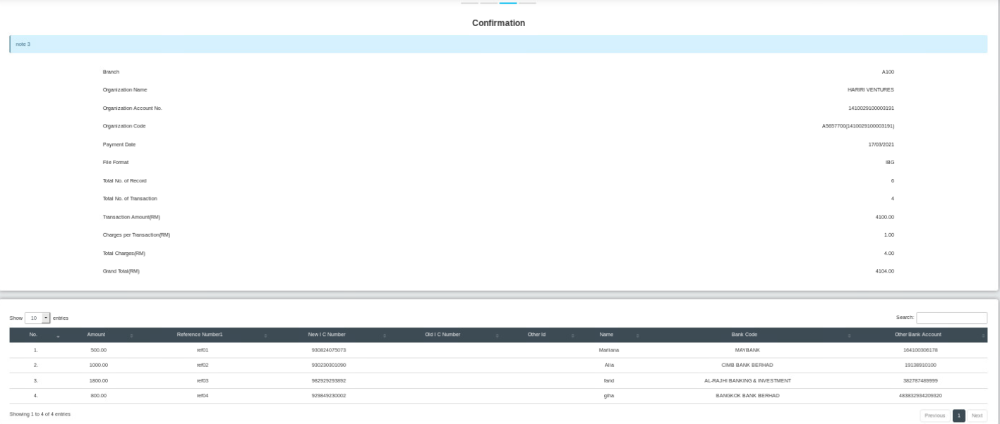 Confirmation
note 3
Branch A100
Organization Name HARIRI VENTURES
Organization Account No. 1410029100003191
Organization Code A5657700(1410029100003191)
Payment Date 17/03/2021
File Format IBG
Total No. of Record 6
Total No. of Transaction 4
Transaction Amount(RM) 4100.00
Charges per Transaction(RM) 1.00
Total Charges(RM) 4.00
Grand Total(RM) 4104.00
Show 10 entries Search:
No. Amount Reference Number1 New I C Number Old I C Number Other Id Name Bank Code Other Bank Account
1. 500.00 ref01 930824075073 Marliana MAYBANK 164100306178
2. 1000.00 ref02 930230301090 Alia CIMB BANK BERHAD 19138910100
3. 1800.00 ref03 982929293892 farid AL-RAJHI BANKING & INVESTMENT 382787489999
4. 800.00 ref04 929849230002 giha BANGKOK BANK BERHAD 483832934209320
Showing 1 to 4 of 4 entries Previous 1 Next